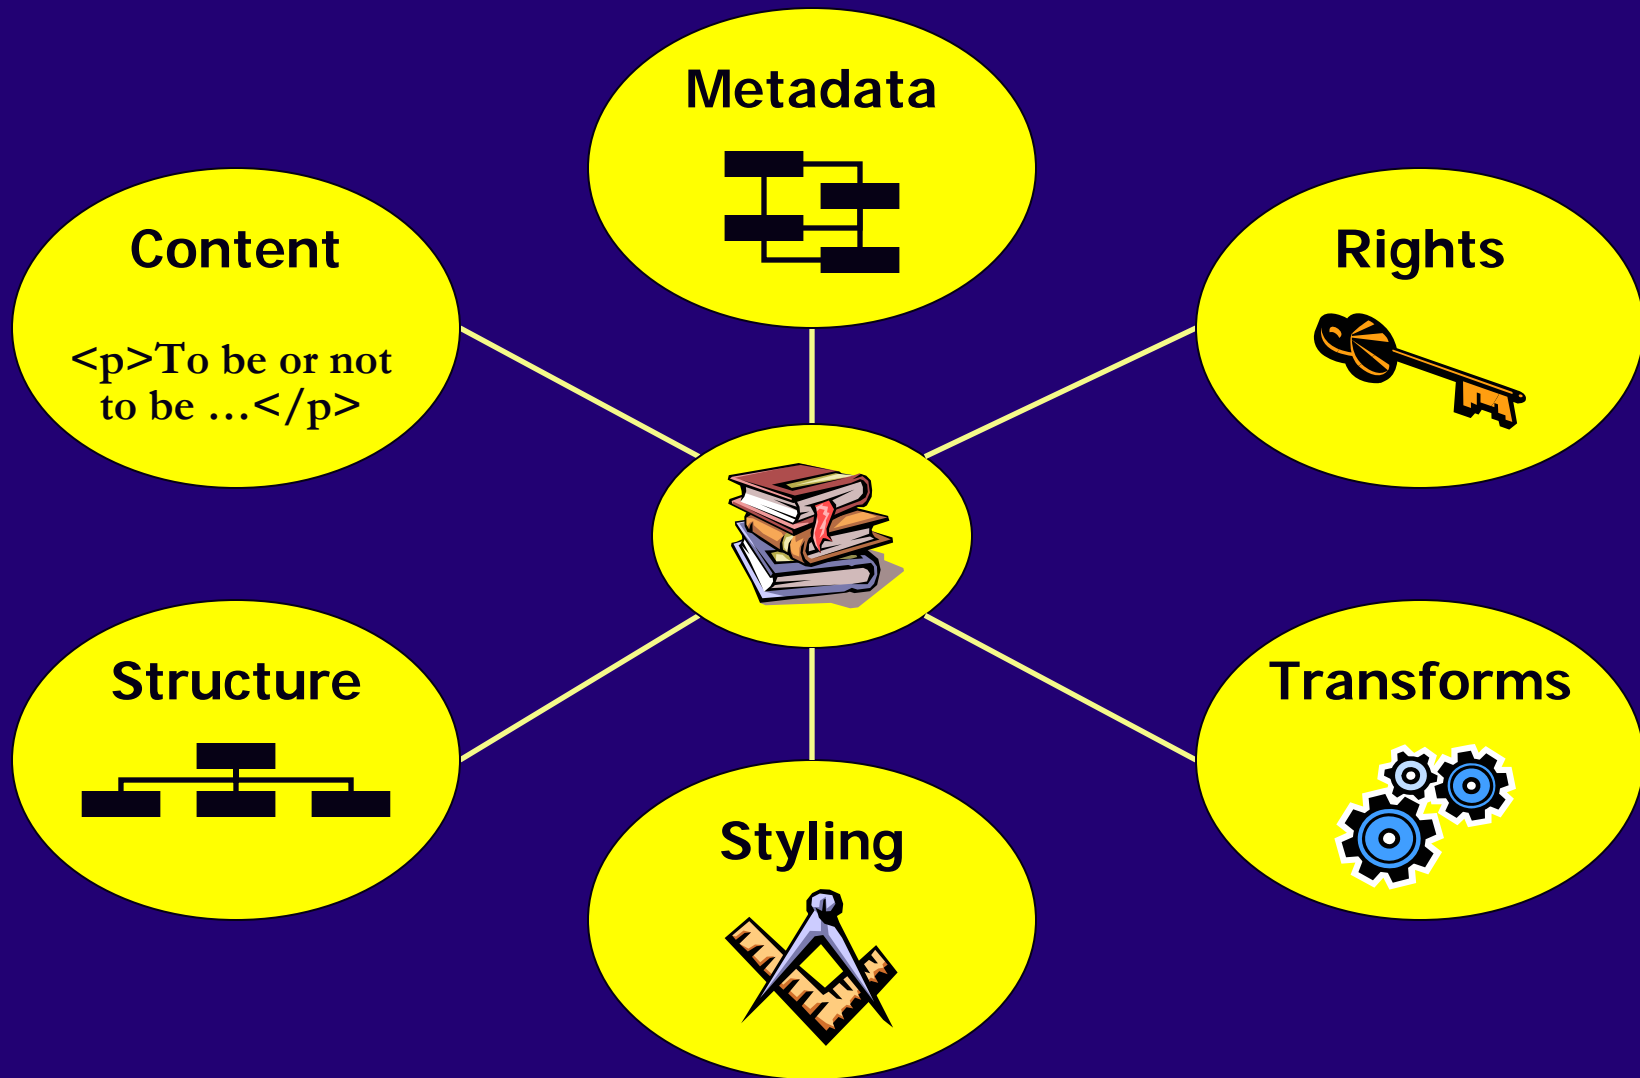 Metadata
Content
<p>To be or not
to be ...</p>
Rights
Structure
Transforms
Styling